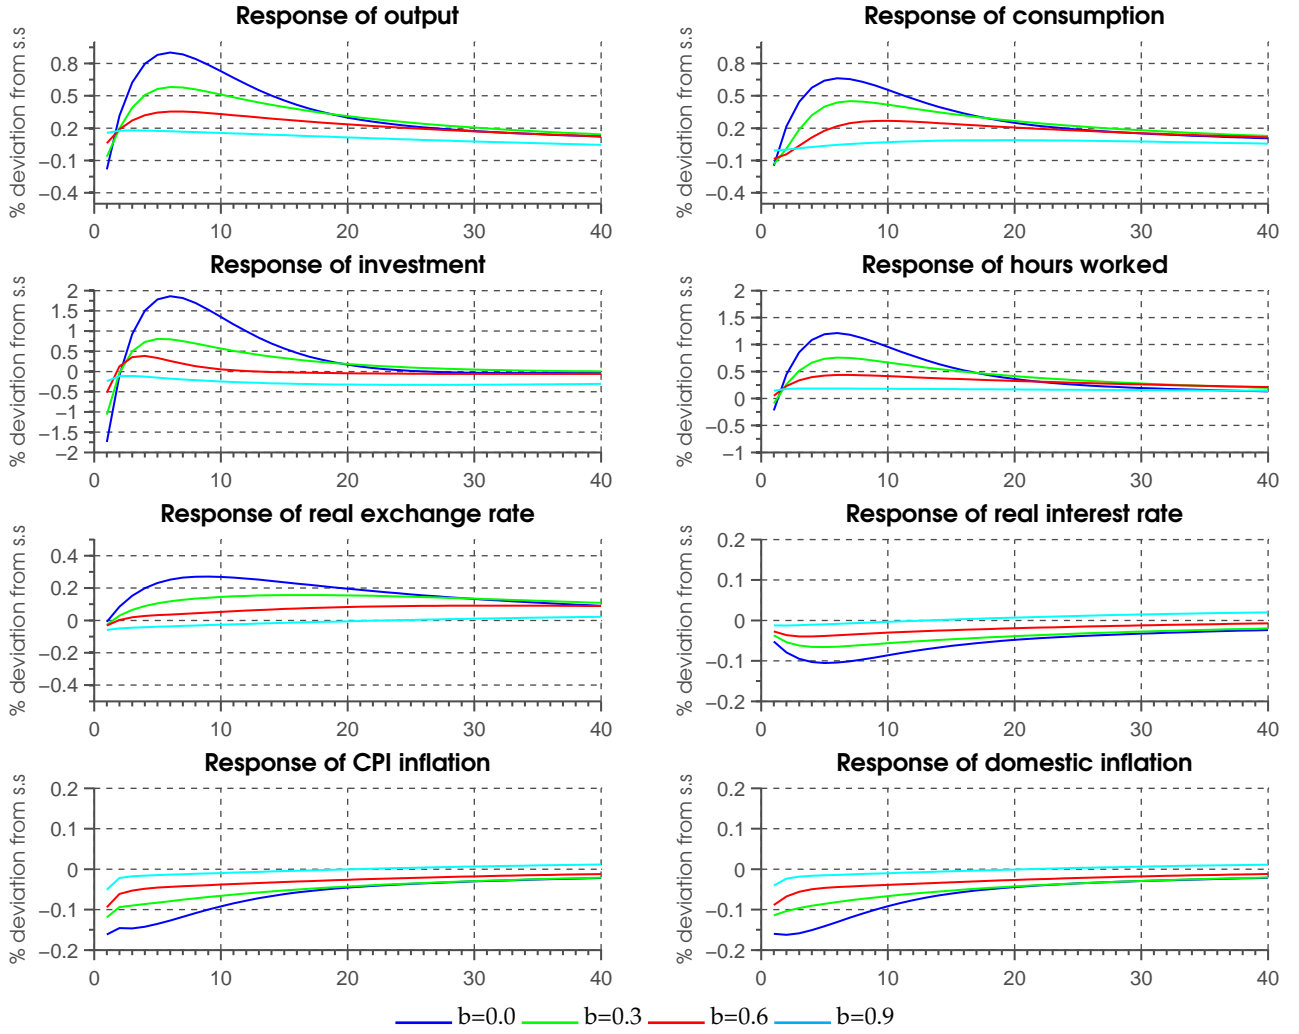 Response of output
% deviation from s.s
0.8
0.5
0.2
−0.1
−0.4
0 10 20 30 40
Response of consumption
% deviation from s.s
0.8
0.5
0.2
−0.1
−0.4
0 10 20 30 40
Response of investment
% deviation from s.s
2
1.5
1
0.5
0
−0.5
−1
−1.5
−2
0 10 20 30 40
Response of hours worked
% deviation from s.s
2
1.5
1
0.5
0
−0.5
−1
0 10 20 30 40
Response of real exchange rate
% deviation from s.s
0.4
0.2
0
−0.2
−0.4
0 10 20 30 40
Response of real interest rate
% deviation from s.s
0.2
0.1
0
−0.1
−0.2
0 10 20 30 40
Response of CPI inflation
% deviation from s.s
0.2
0.1
0
−0.1
−0.2
0 10 20 30 40
Response of domestic inflation
% deviation from s.s
0.2
0.1
0
−0.1
−0.2
0 10 20 30 40
b=0.0 b=0.3 b=0.6 b=0.9